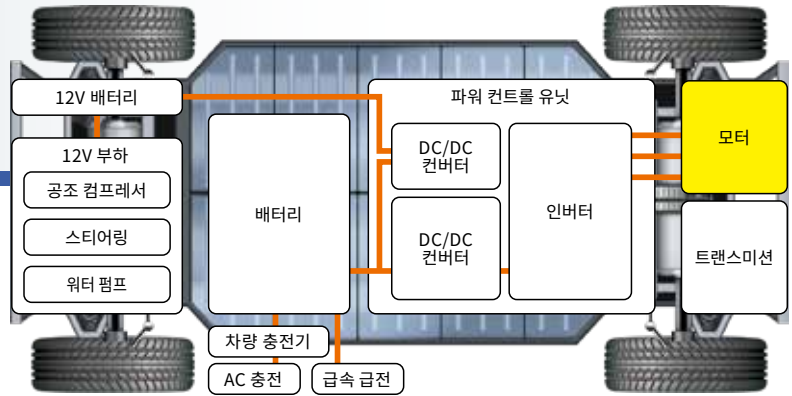 12V 배터리
12V 부하
공조 컴프레서
스티어링
워터 펌프
배터리
차량 충전기
AC 충전
급속 급전
파워 컨트롤 유닛
DC/DC
컨버터
DC/DC
컨버터
인버터
모터
트랜스미션